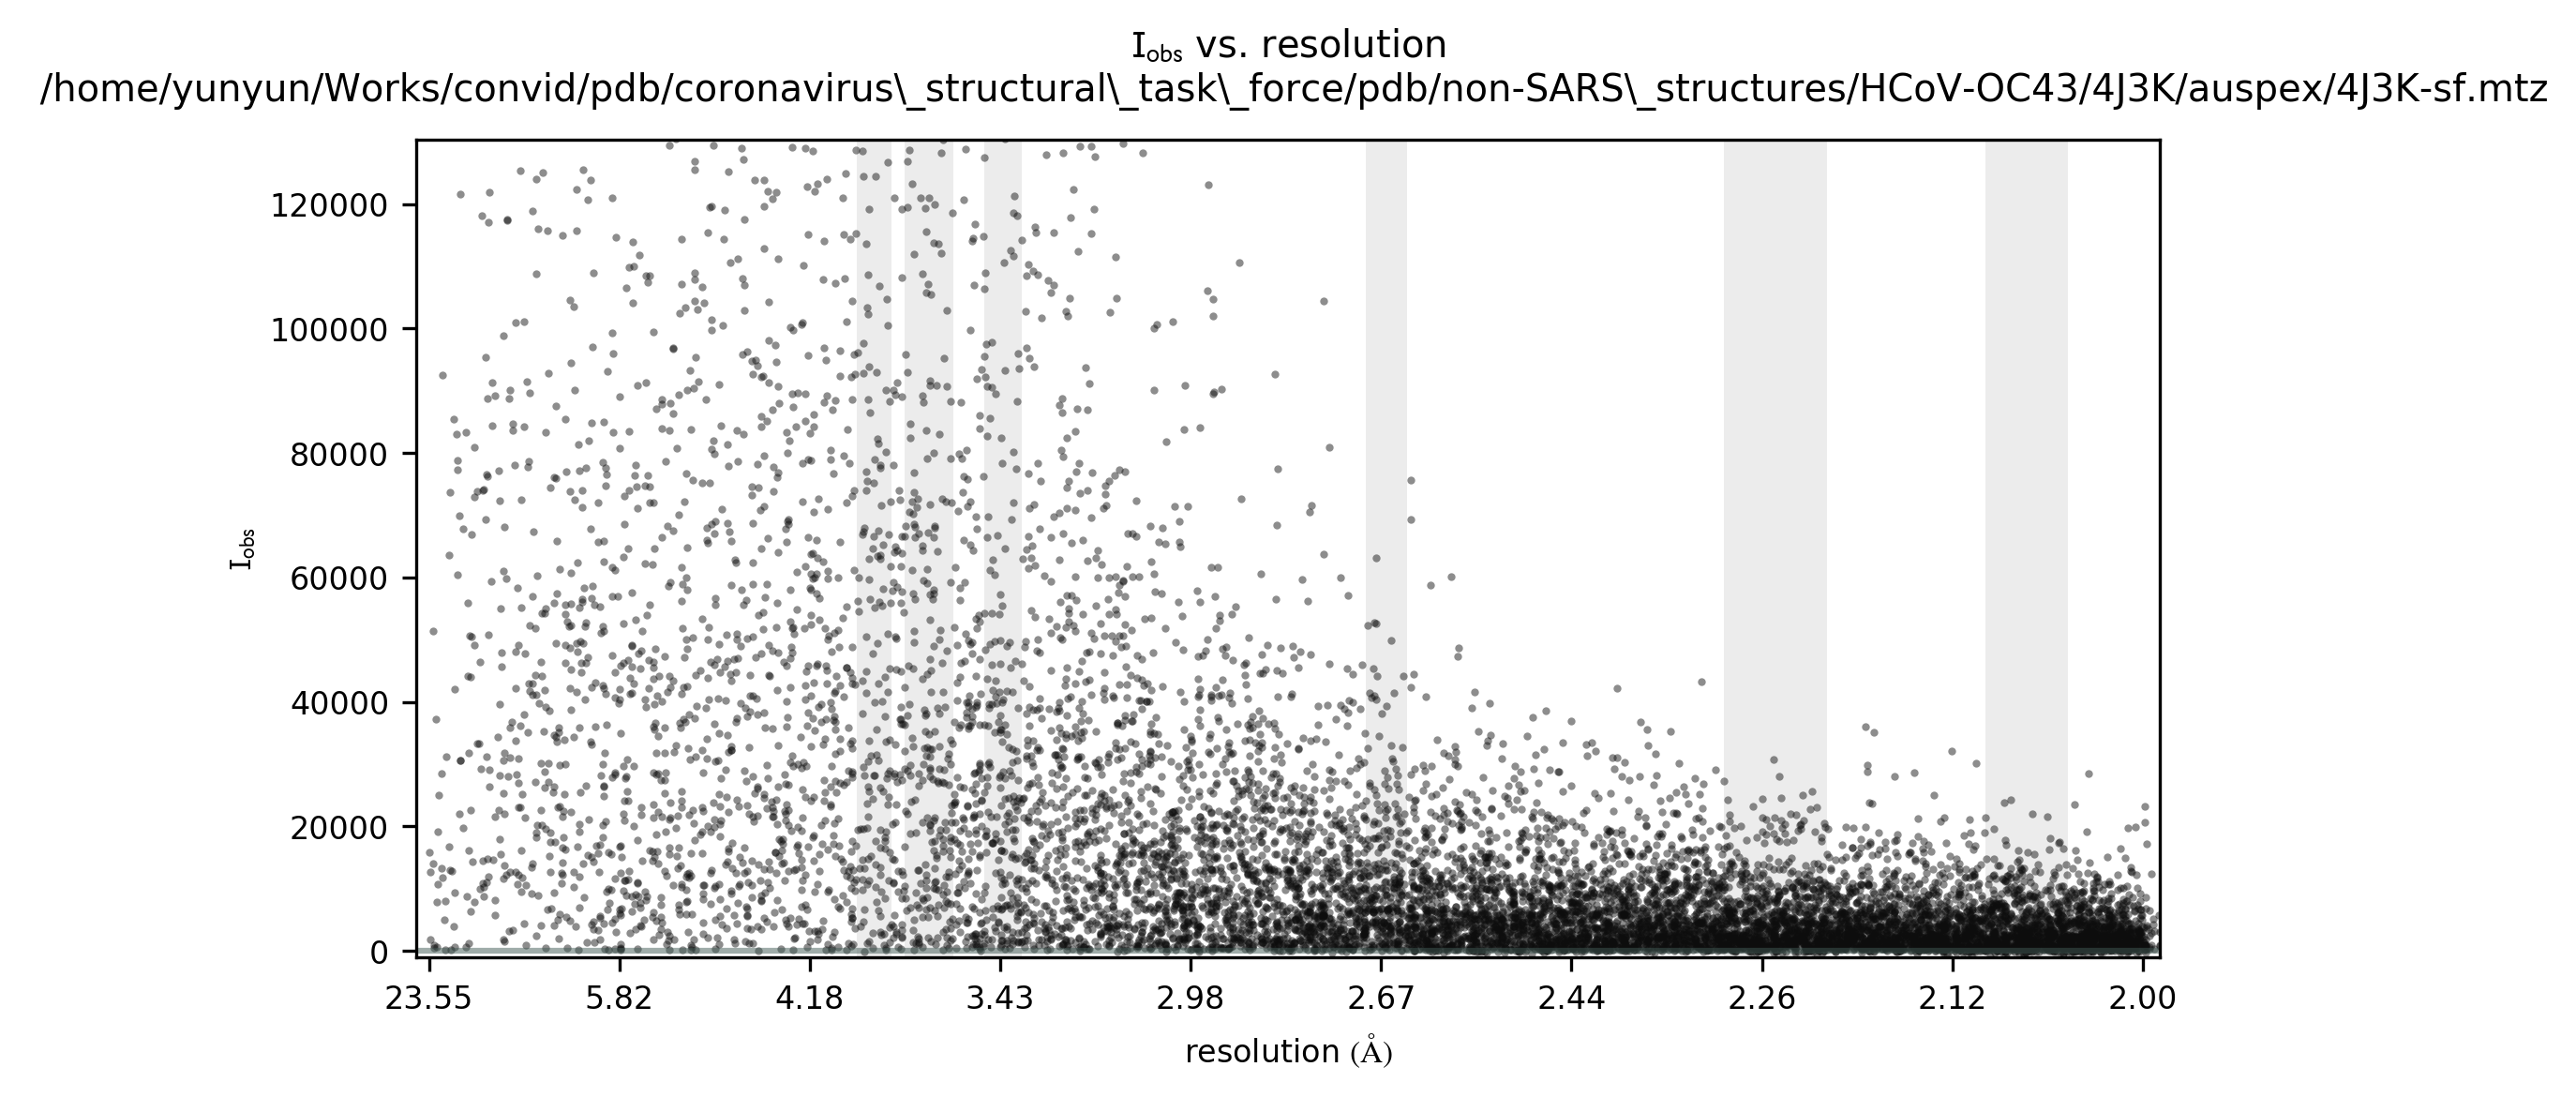 I_obs vs. resolution
/home/yunyun/Works/convid/pdb/coronavirus\_structural\_task\_force/pdb/non-SARS\_structures/HCoV-OC43/4J3K/auspex/4J3K-sf.mtz
120000
100000
80000
60000
40000
20000
0
I_obs
23.55 5.82 4.18 3.43 2.98 2.67 2.44 2.26 2.12 2.00
resolution (Å)